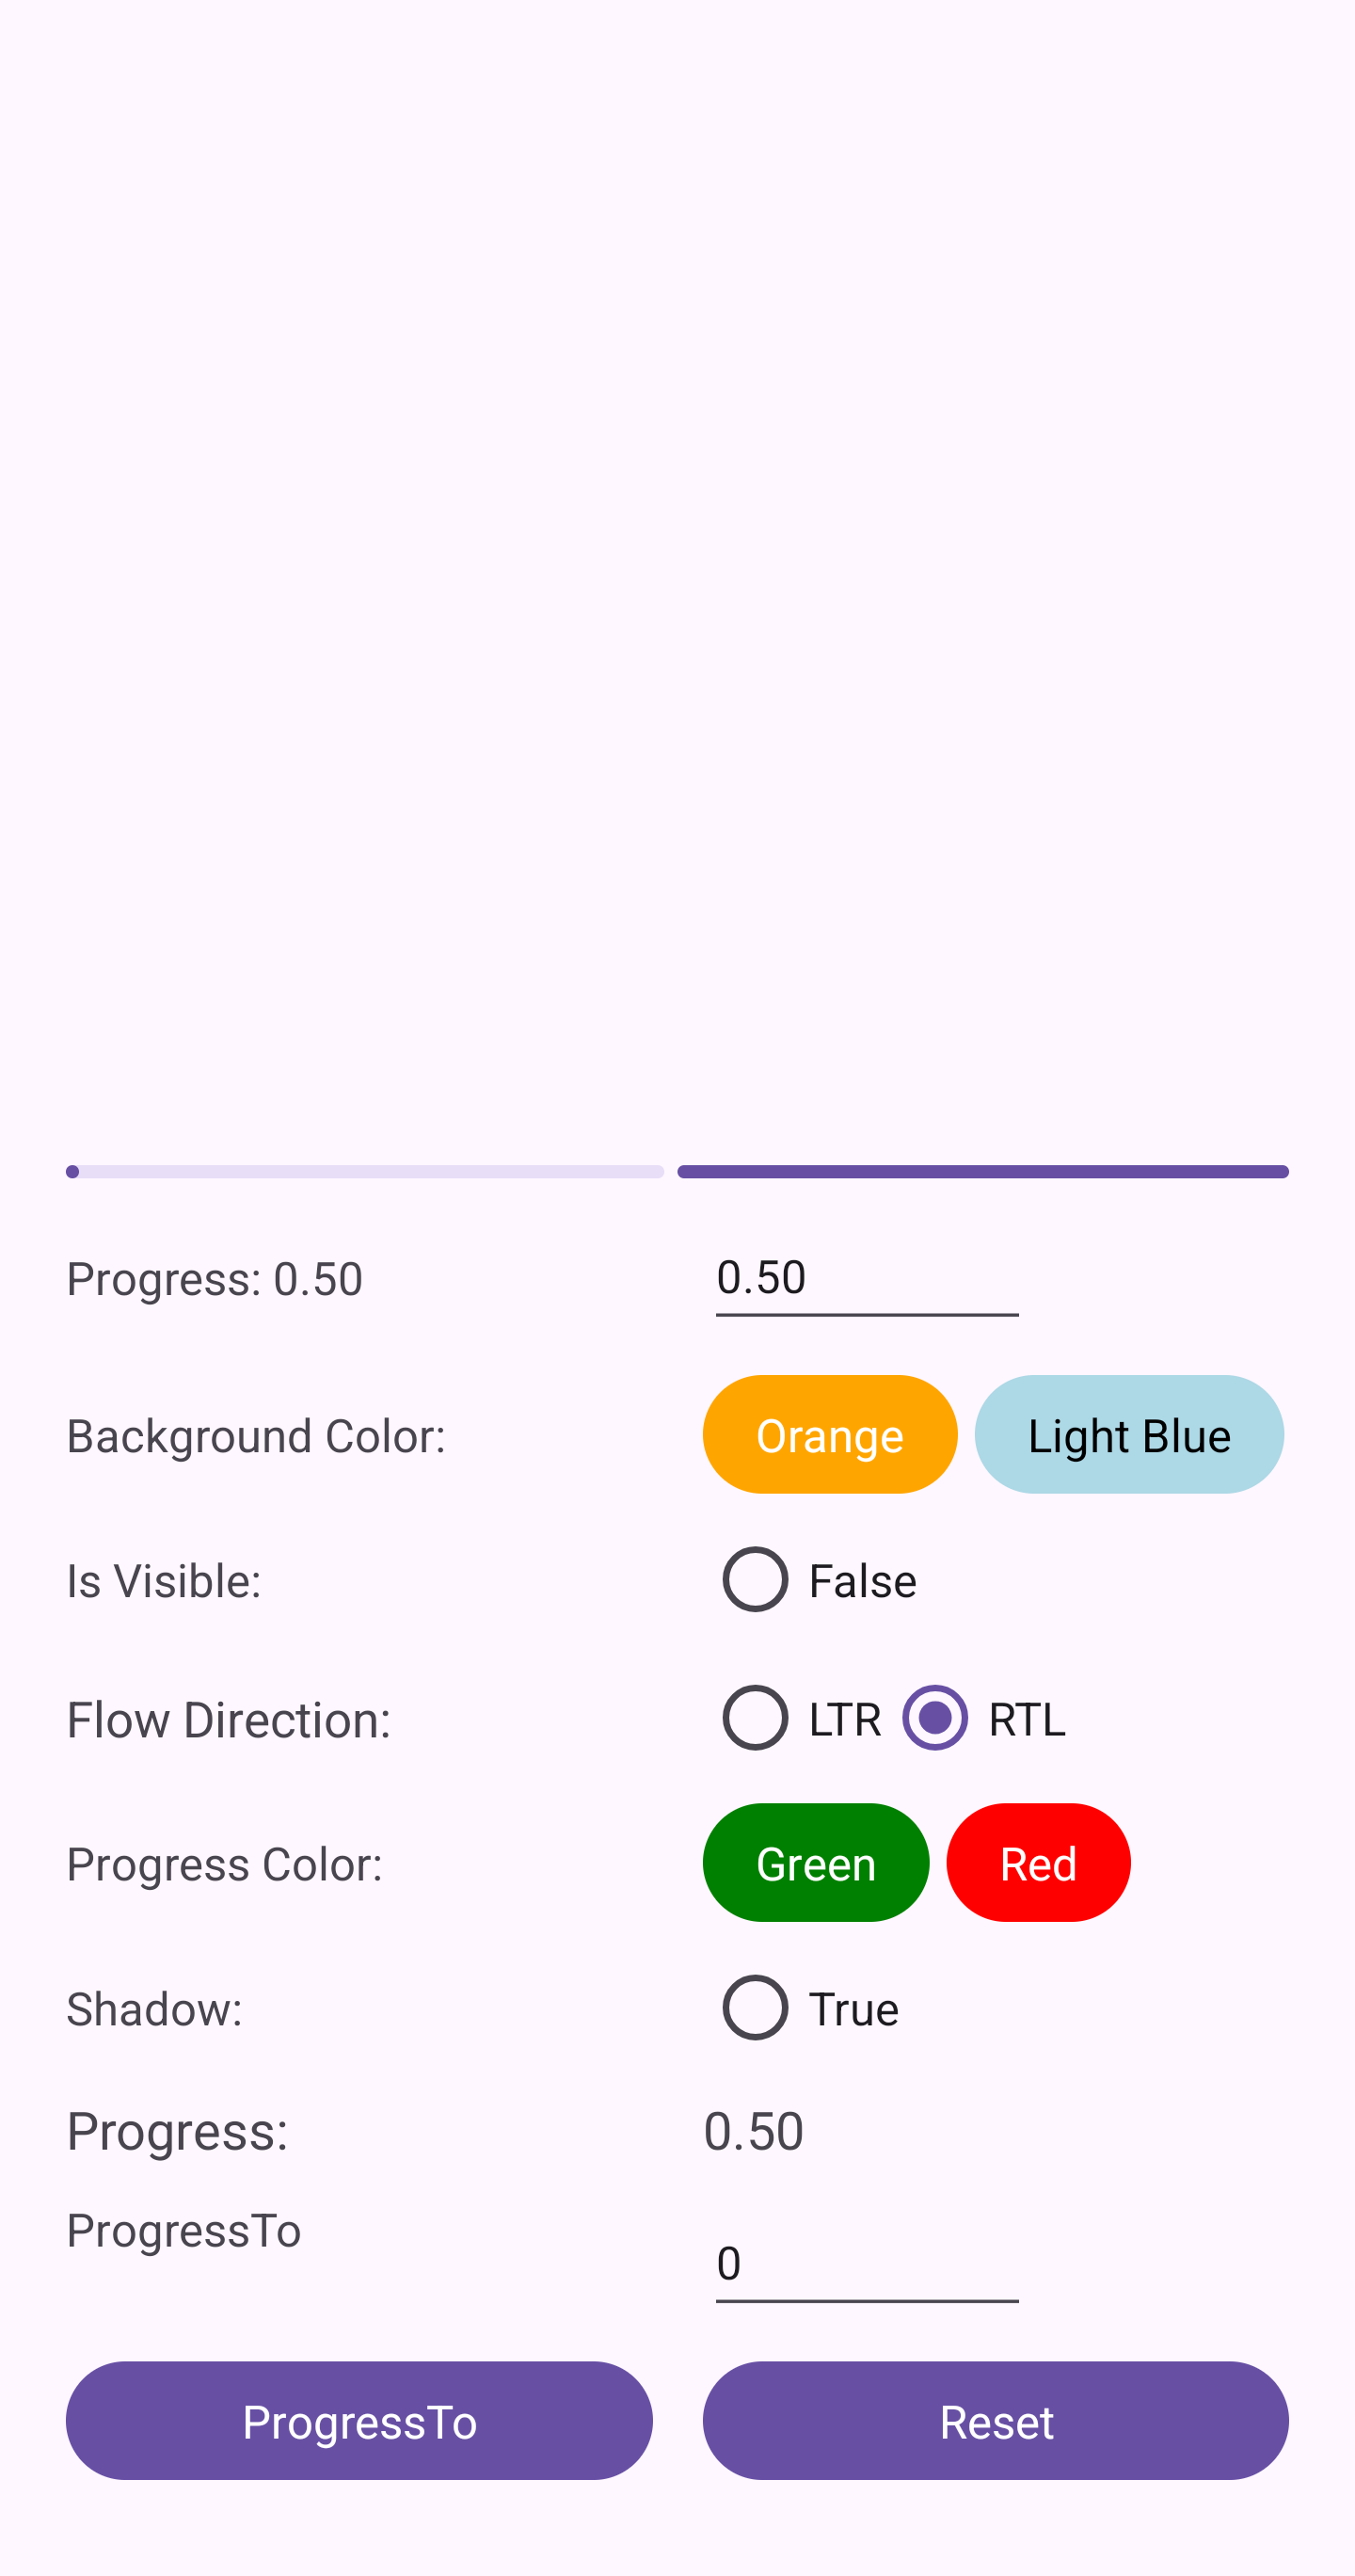 Progress: 0.50
0.50
Background Color:
Orange
Light Blue
Is Visible:
False
Flow Direction:
LTR
RTL
Progress Color:
Green
Red
Shadow:
True
Progress:
0.50
ProgressTo
0
ProgressTo
Reset